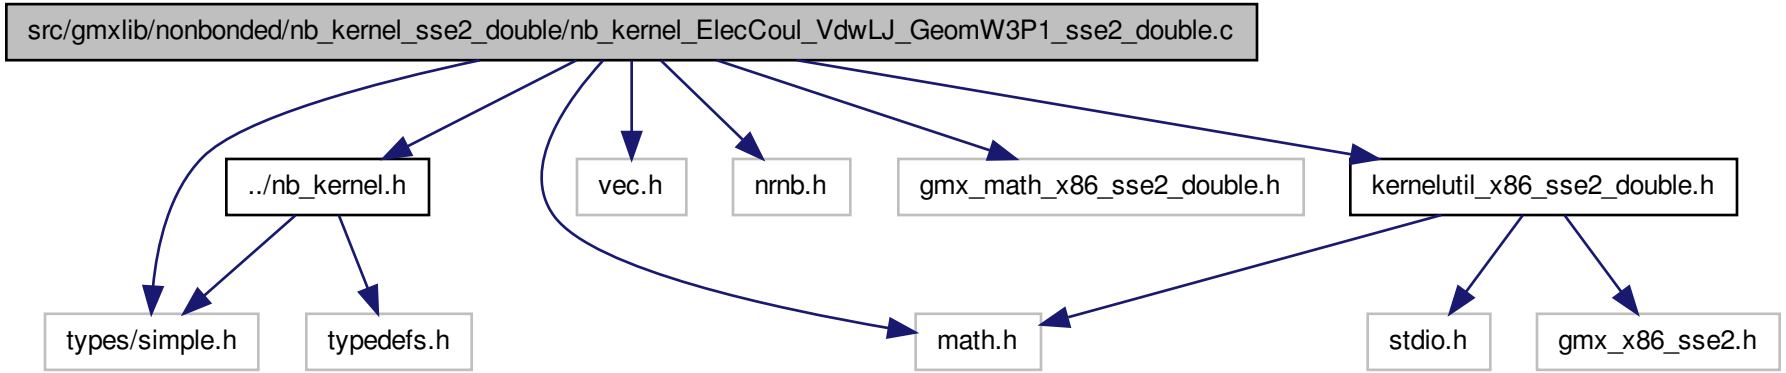 src/gmxlib/nonbonded/nb_kernel_sse2_double/nb_kernel_ElecCoul_VdwLJ_GeomW3P1_sse2_double.c
../nb_kernel.h
vec.h
nrnb.h
gmx_math_x86_sse2_double.h
kernelutil_x86_sse2_double.h
types/simple.h
typedefs.h
math.h
stdio.h
gmx_x86_sse2.h